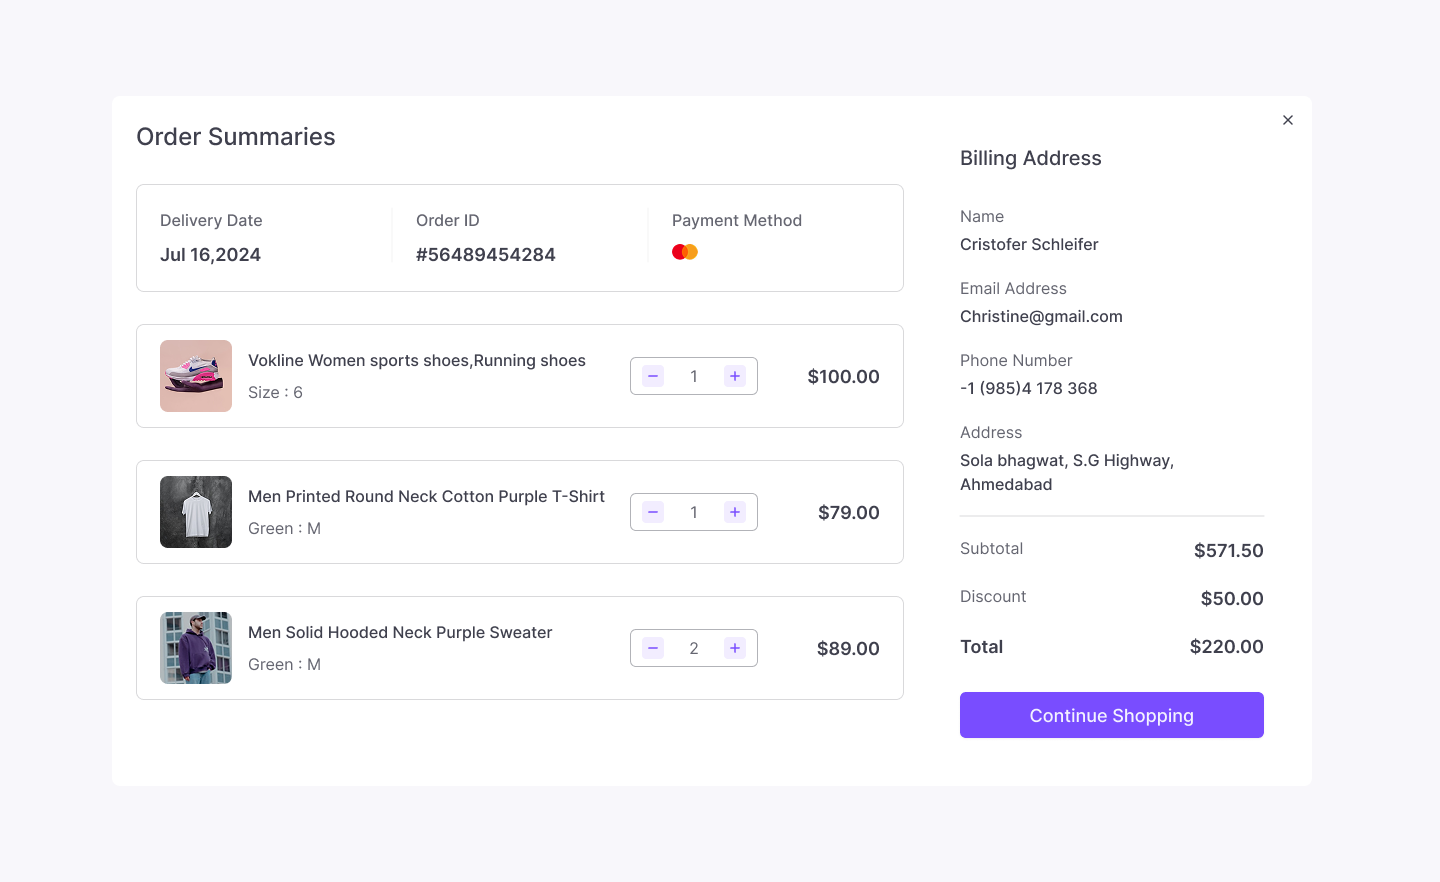 Order Summaries
Delivery Date
Jul 16,2024
Order ID
#56489454284
Payment Method
Vokline Women sports shoes,Running shoes
Size : 6
− 1 +
$100.00
Men Printed Round Neck Cotton Purple T-Shirt
Green : M
− 1 +
$79.00
Men Solid Hooded Neck Purple Sweater
Green : M
− 2 +
$89.00
Billing Address
Name
Cristofer Schleifer
Email Address
Christine@gmail.com
Phone Number
-1 (985)4 178 368
Address
Sola bhagwat, S.G Highway,
Ahmedabad
Subtotal $571.50
Discount $50.00
Total $220.00
Continue Shopping